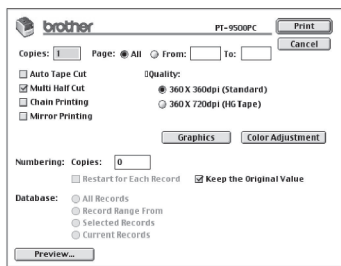 brother
PT-9500PC
Print
Cancel
Copies: 1 Page: All From: To:
Auto Tape Cut
Multi Half Cut
Chain Printing
Mirror Printing
Quality:
360 X 360dpi (Standard)
360 X 720dpi (HG Tape)
Graphics
Color Adjustment
Numbering: Copies: 0
Restart for Each Record
Keep the Original Value
Database:
All Records
Record Range From
Selected Records
Current Records
Preview...